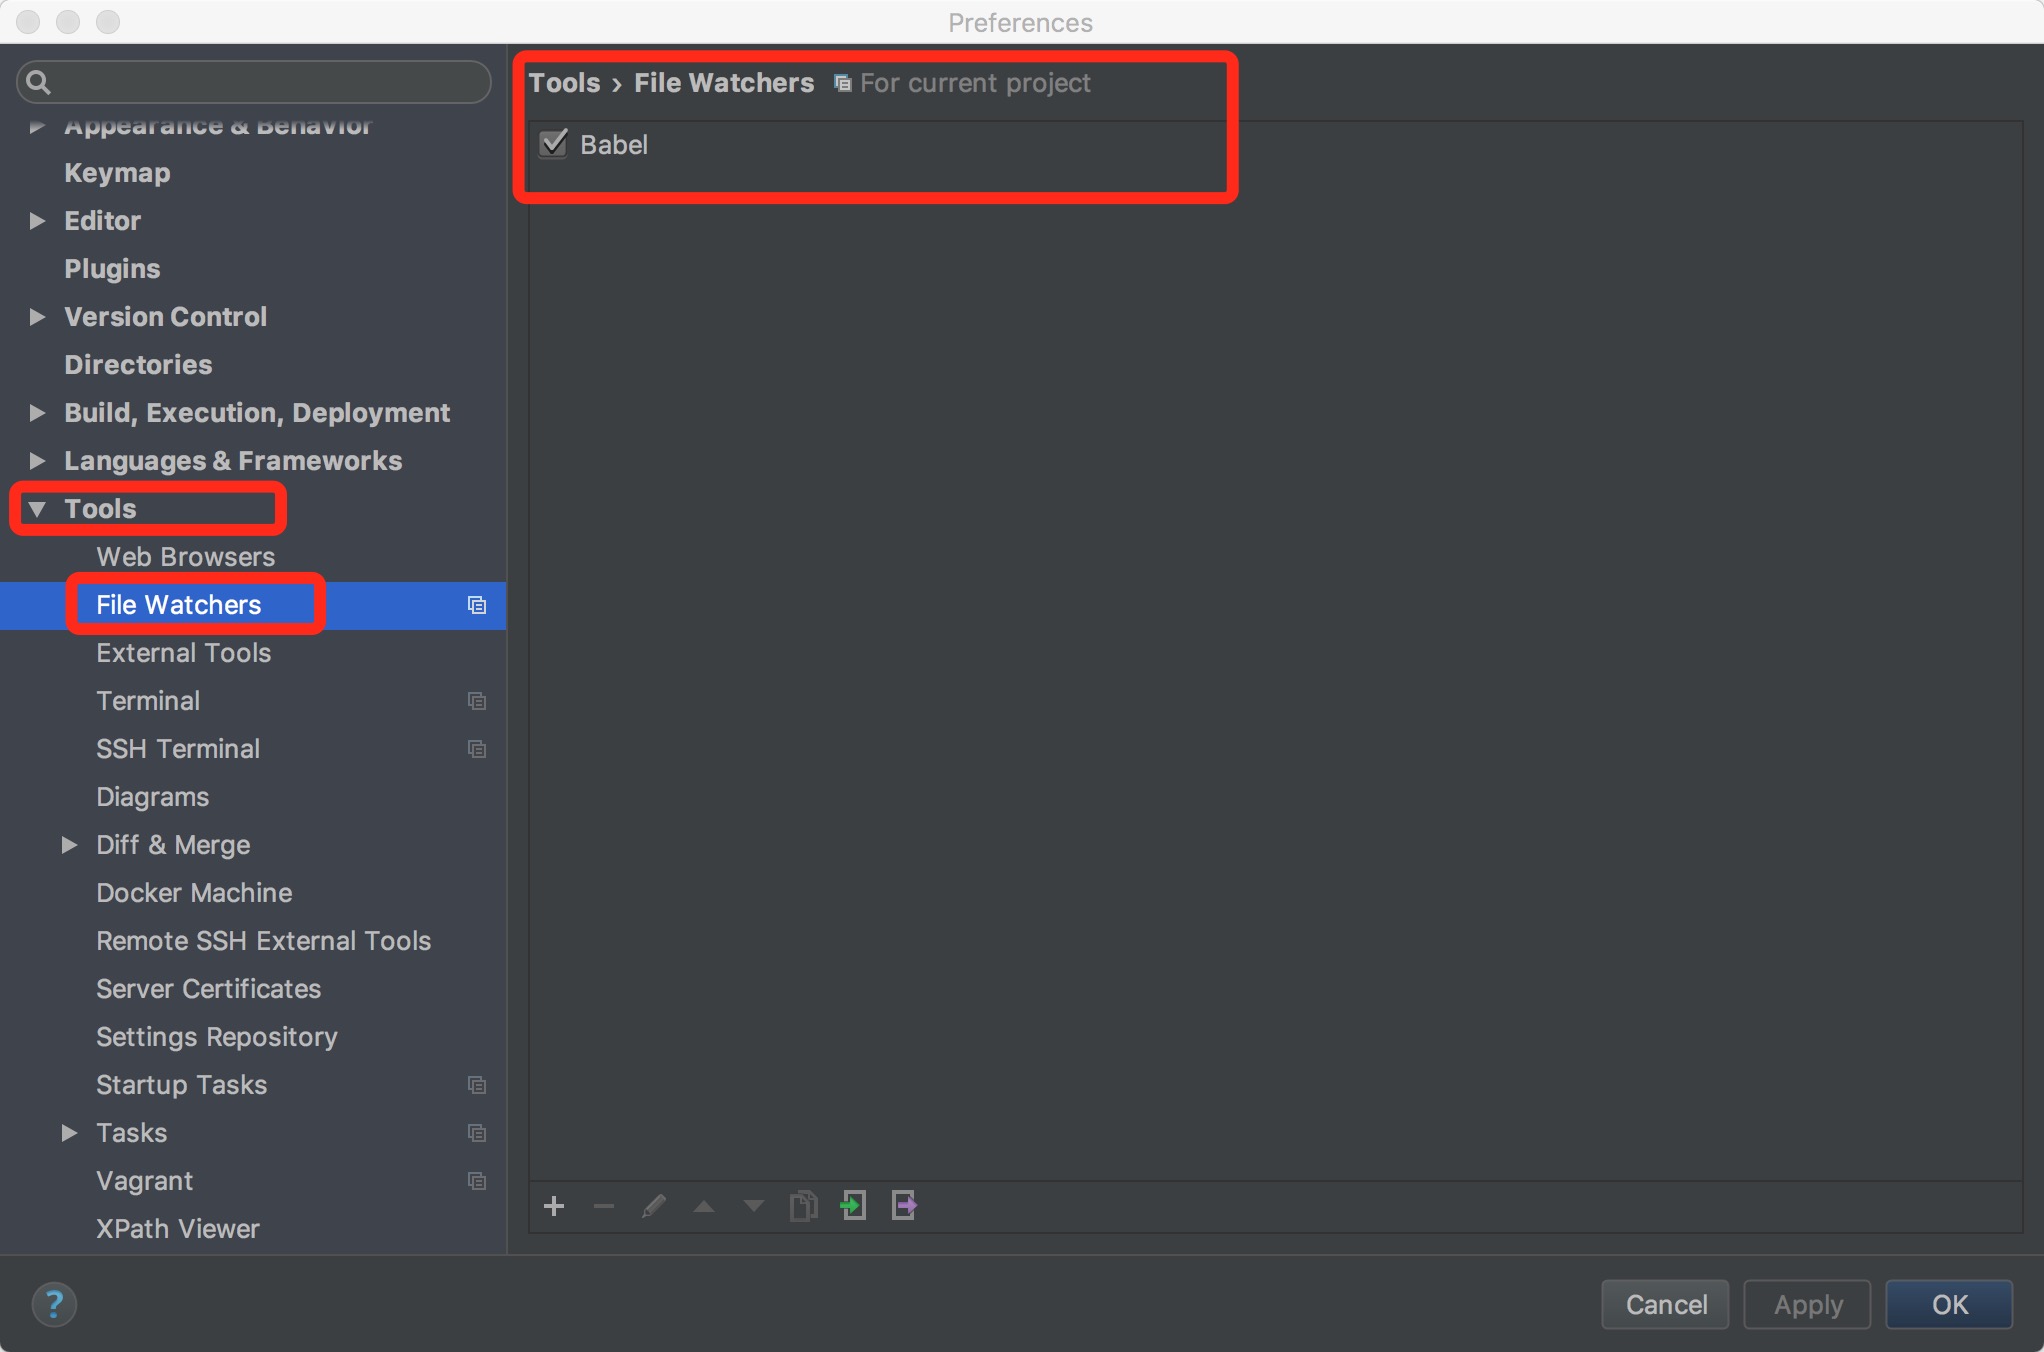 Preferences
Tools › File Watchers For current project
Babel
Appearance & Behavior
Keymap
Editor
Plugins
Version Control
Directories
Build, Execution, Deployment
Languages & Frameworks
Tools
Web Browsers
File Watchers
External Tools
Terminal
SSH Terminal
Diagrams
Diff & Merge
Docker Machine
Remote SSH External Tools
Server Certificates
Settings Repository
Startup Tasks
Tasks
Vagrant
XPath Viewer
?
Cancel
Apply
OK